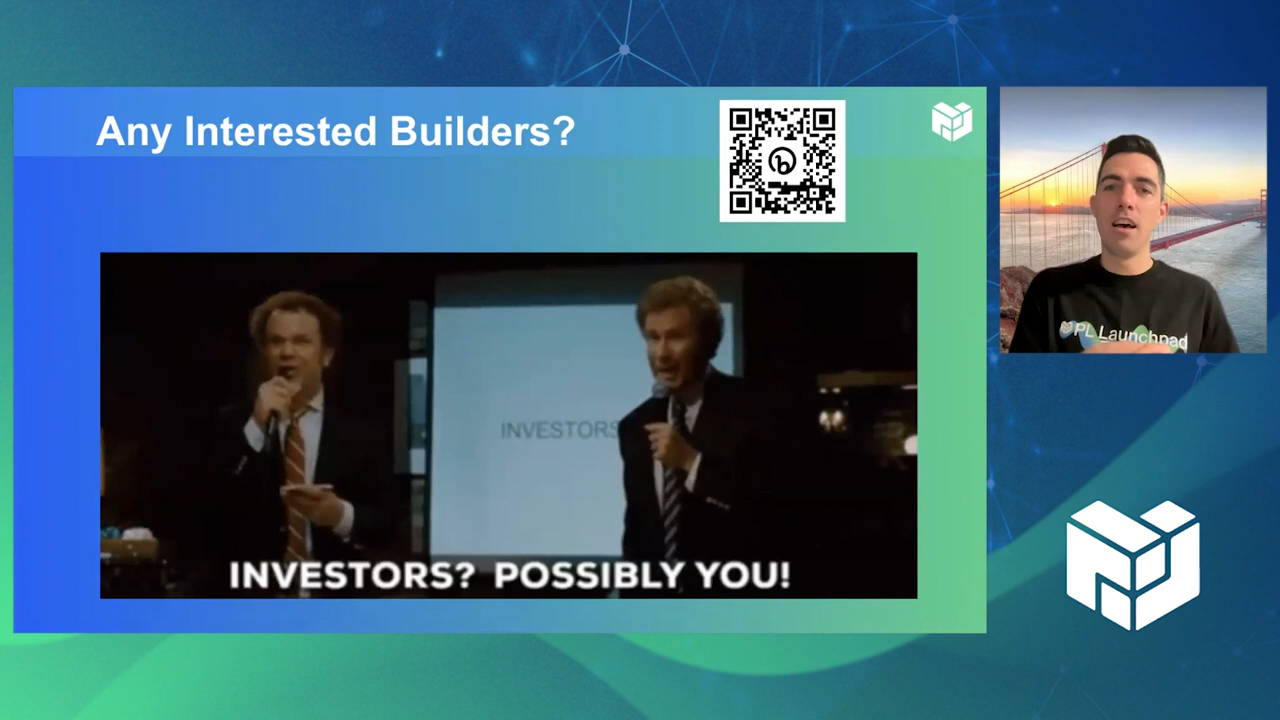 Any Interested Builders?
PL Launchpad
INVESTORS
INVESTORS? POSSIBLY YOU!